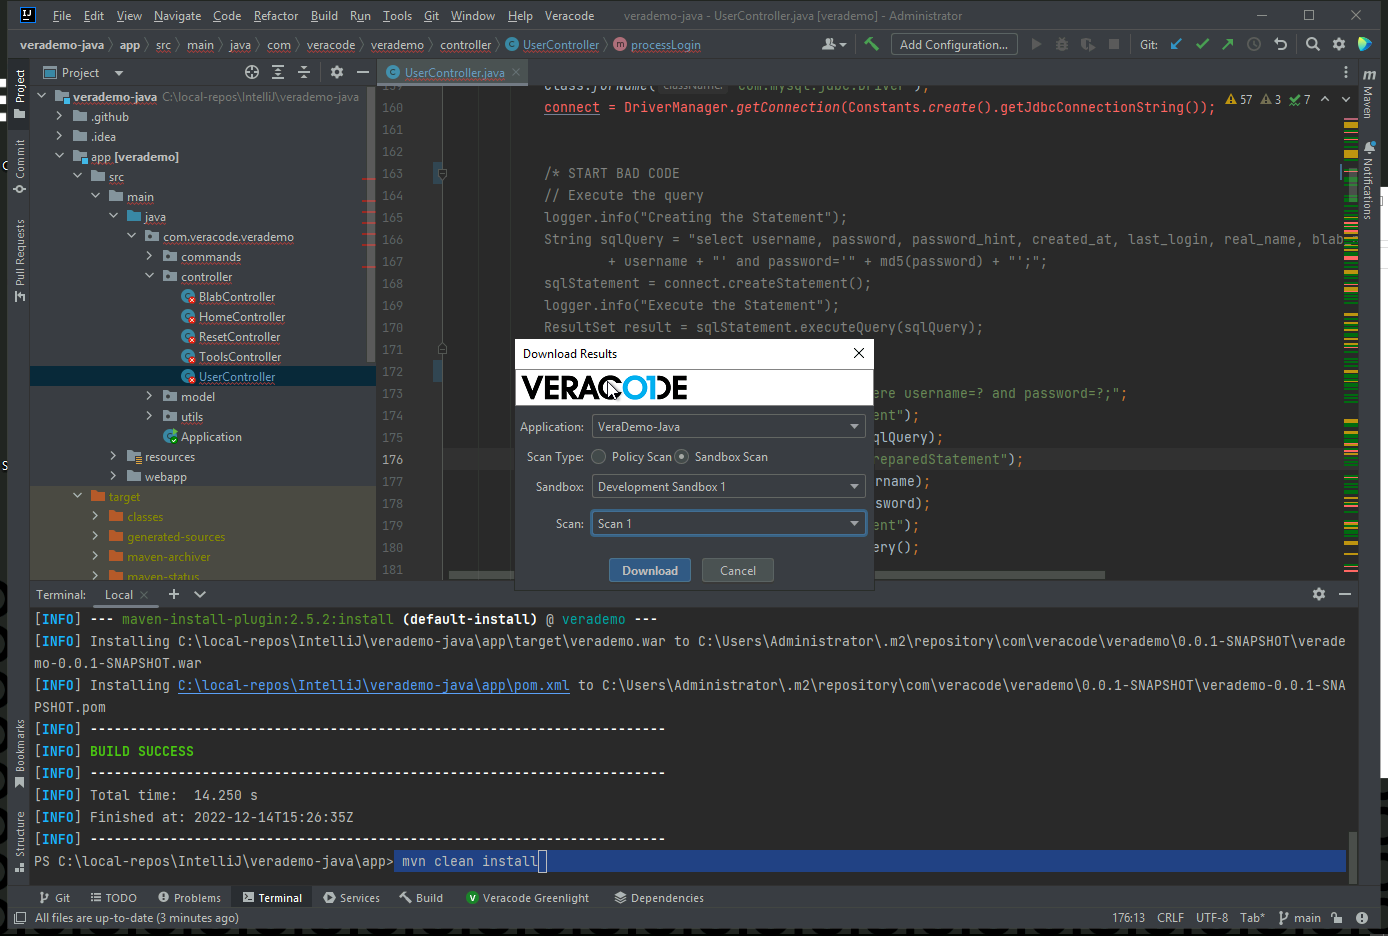 File Edit View Navigate Code Refactor Build Run Tools Git Window Help Veracode verademo-java - UserController.java [verademo] - Administrator
verademo-java app src main java com veracode verademo controller UserController processLogin Add Configuration... Git:
Project
UserController.java
Project
Commit
Pull Requests
Bookmarks
Structure
Maven
Notifications
verademo-java C:\local-repos\IntelliJ\verademo-java
.github
.idea
app [verademo]
src
main
java
com.veracode.verademo
commands
controller
BlabController
HomeController
ResetController
ToolsController
UserController
model
utils
Application
resources
webapp
target
classes
generated-sources
maven-archiver
maven-status
57 3 7
160 connect = DriverManager.getConnection(Constants.create().getJdbcConnectionString());
161
162
163 /* START BAD CODE
164 // Execute the query
165 logger.info("Creating the Statement");
166 String sqlQuery = "select username, password, password_hint, created_at, last_login, real_name, blab
167 + username + "' and password='" + md5(password) + "';";
168 sqlStatement = connect.createStatement();
169 logger.info("Execute the Statement");
170 ResultSet result = sqlStatement.executeQuery(sqlQuery);
171
172
173 ere username=? and password=?;";
174 ent");
175 qlQuery);
176 reparedStatement");
177 rname);
178 sword);
179 ent");
180 ery();
181
Download Results
VERACODE
Application: VeraDemo-Java
Scan Type: Policy Scan Sandbox Scan
Sandbox: Development Sandbox 1
Scan: Scan 1
Download Cancel
Terminal: Local
[INFO] --- maven-install-plugin:2.5.2:install (default-install) @ verademo ---
[INFO] Installing C:\local-repos\IntelliJ\verademo-java\app\target\verademo.war to C:\Users\Administrator\.m2\repository\com\veracode\verademo\0.0.1-SNAPSHOT\verade
mo-0.0.1-SNAPSHOT.war
[INFO] Installing C:\local-repos\IntelliJ\verademo-java\app\pom.xml to C:\Users\Administrator\.m2\repository\com\veracode\verademo\0.0.1-SNAPSHOT\verademo-0.0.1-SNA
PSHOT.pom
[INFO] ------------------------------------------------------------------------
[INFO] BUILD SUCCESS
[INFO] ------------------------------------------------------------------------
[INFO] Total time:  14.250 s
[INFO] Finished at: 2022-12-14T15:26:35Z
[INFO] ------------------------------------------------------------------------
PS C:\local-repos\IntelliJ\verademo-java\app> mvn clean install
Git TODO Problems Terminal Services Build Veracode Greenlight Dependencies
All files are up-to-date (3 minutes ago) 176:13 CRLF UTF-8 Tab* main